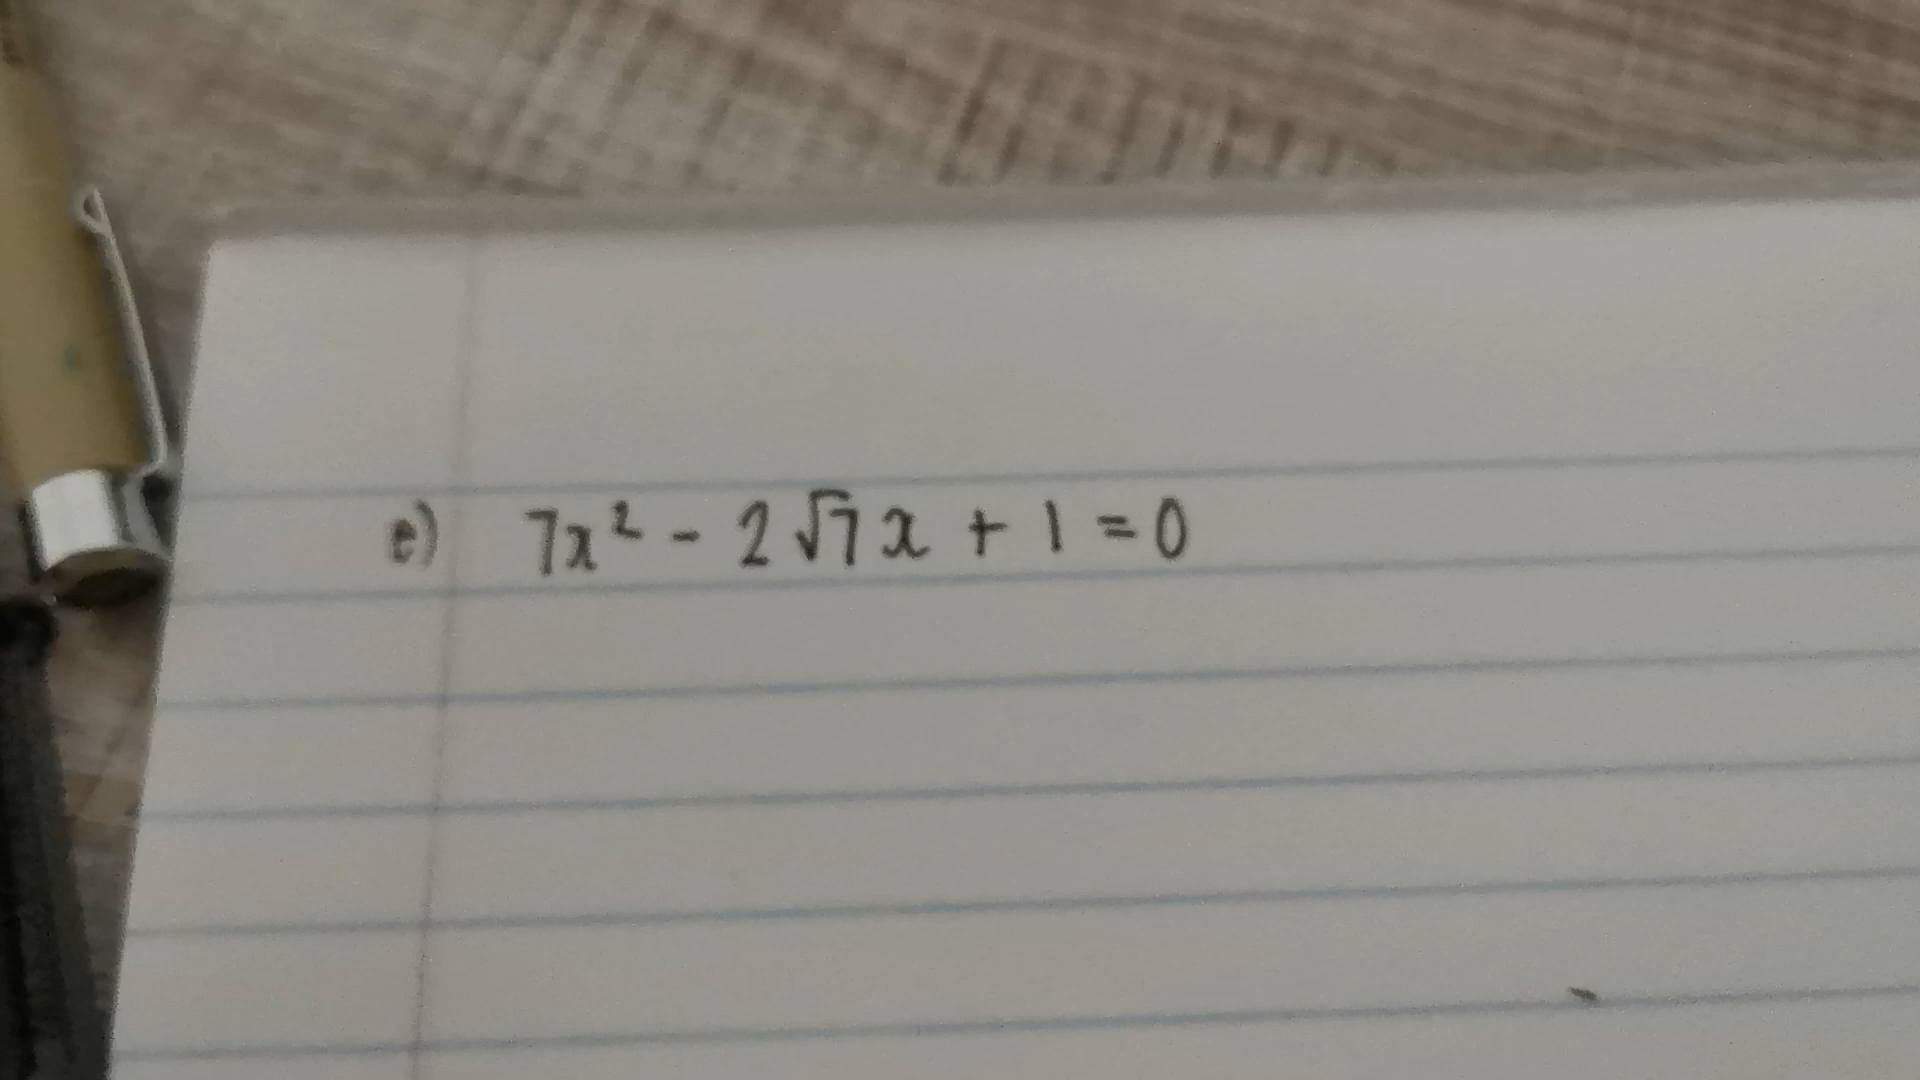 e) 7x² - 2√7x + 1 = 0